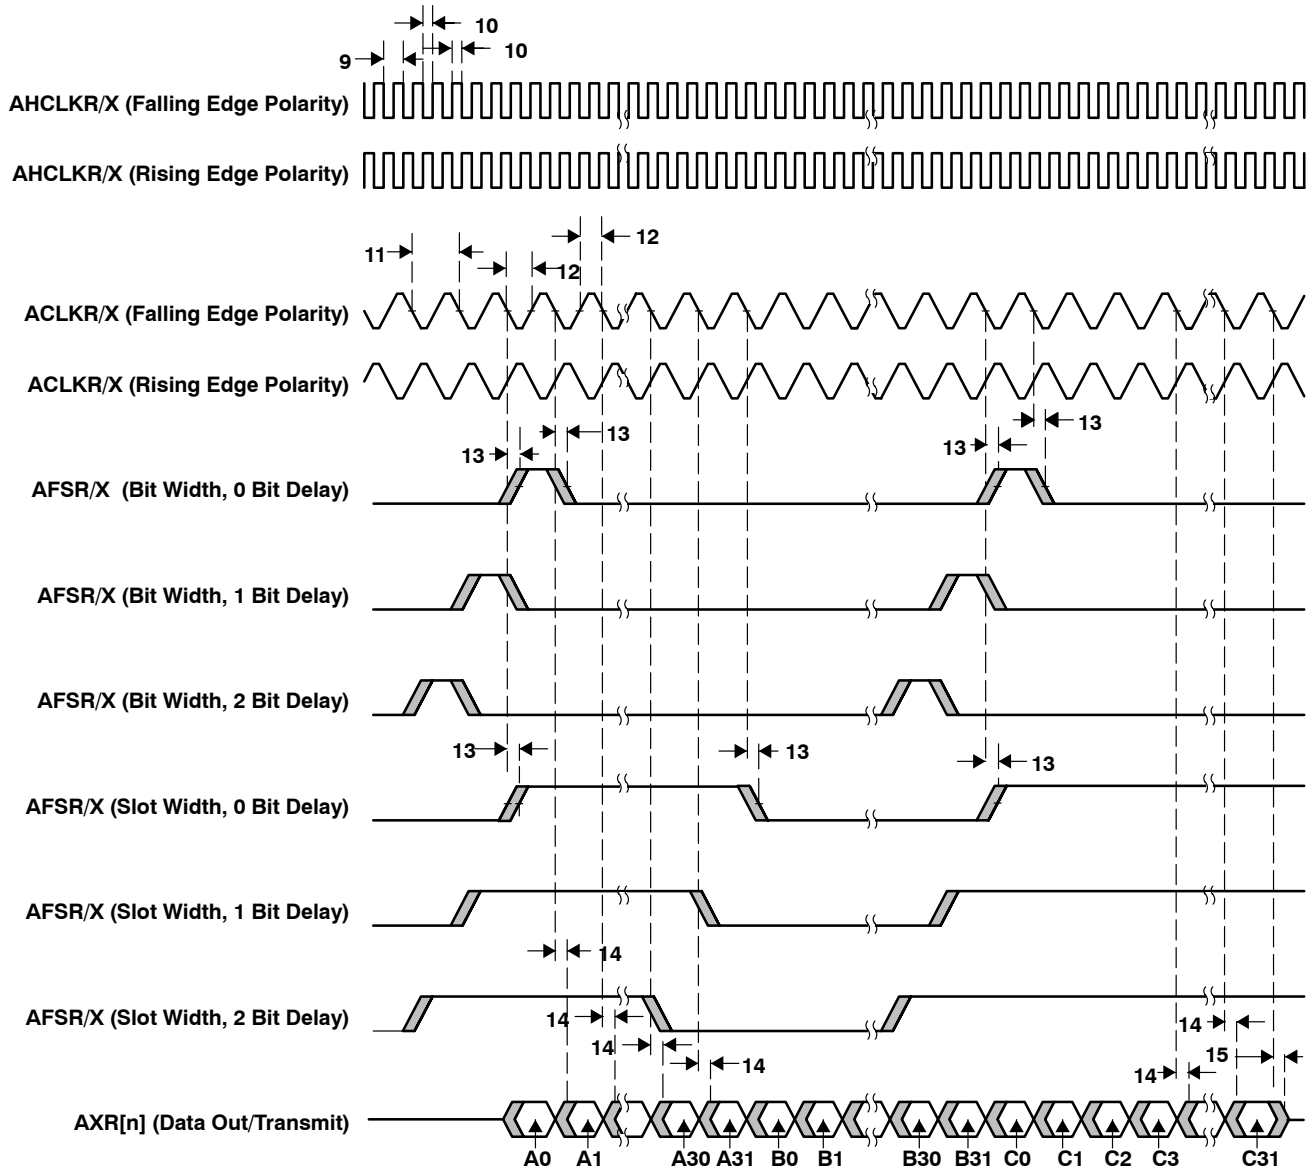 10
10
9
AHCLKR/X (Falling Edge Polarity)
AHCLKR/X (Rising Edge Polarity)
12
11
12
ACLKR/X (Falling Edge Polarity)
ACLKR/X (Rising Edge Polarity)
13
13
13
13
AFSR/X (Bit Width, 0 Bit Delay)
AFSR/X (Bit Width, 1 Bit Delay)
AFSR/X (Bit Width, 2 Bit Delay)
13
13
13
AFSR/X (Slot Width, 0 Bit Delay)
AFSR/X (Slot Width, 1 Bit Delay)
14
AFSR/X (Slot Width, 2 Bit Delay)
14
14
14
14
15
14
AXR[n] (Data Out/Transmit)
A0 A1 A30 A31 B0 B1 B30 B31 C0 C1 C2 C3 C31